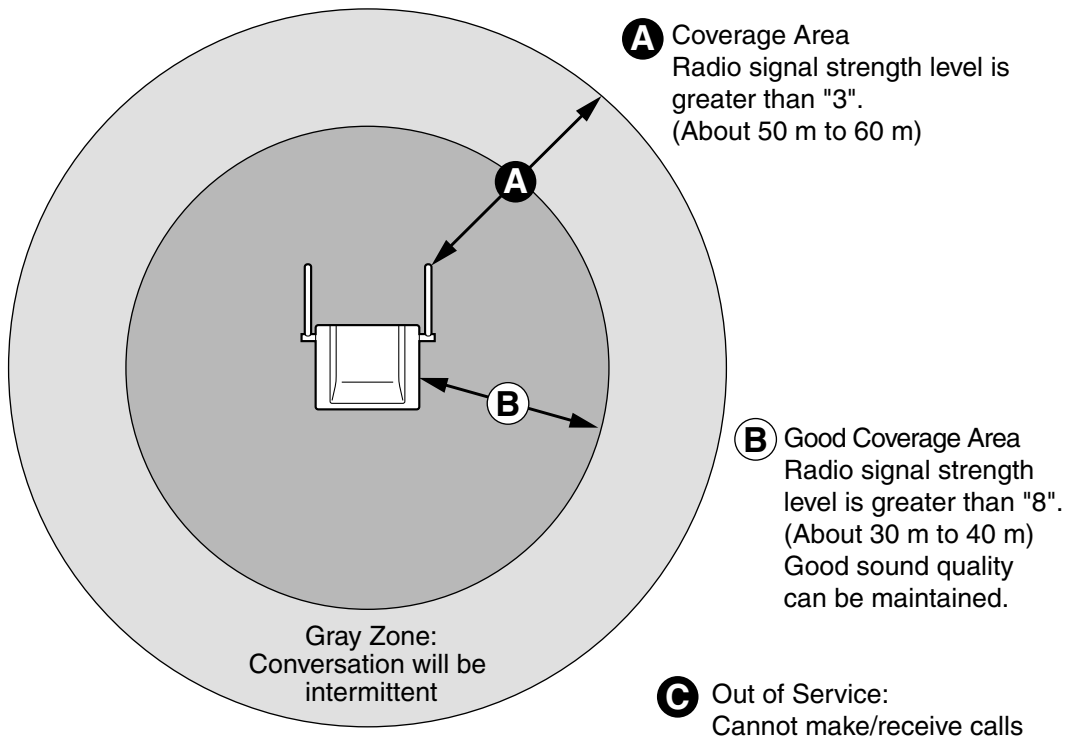 A Coverage Area
Radio signal strength level is
greater than "3".
(About 50 m to 60 m)
A
B
B Good Coverage Area
Radio signal strength
level is greater than "8".
(About 30 m to 40 m)
Good sound quality
can be maintained.
Gray Zone:
Conversation will be
intermittent
C Out of Service:
Cannot make/receive calls